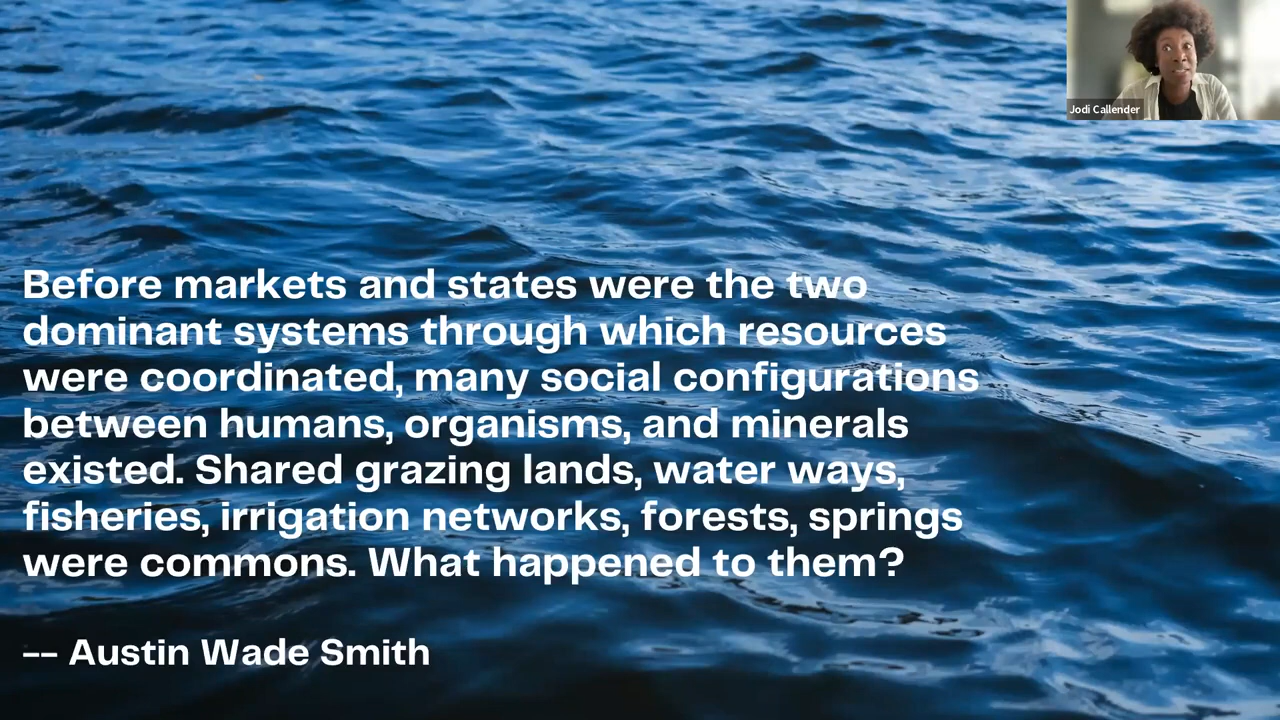 Jodi Callender
Before markets and states were the two
dominant systems through which resources
were coordinated, many social configurations
between humans, organisms, and minerals
existed. Shared grazing lands, water ways,
fisheries, irrigation networks, forests, springs
were commons. What happened to them?
-- Austin Wade Smith